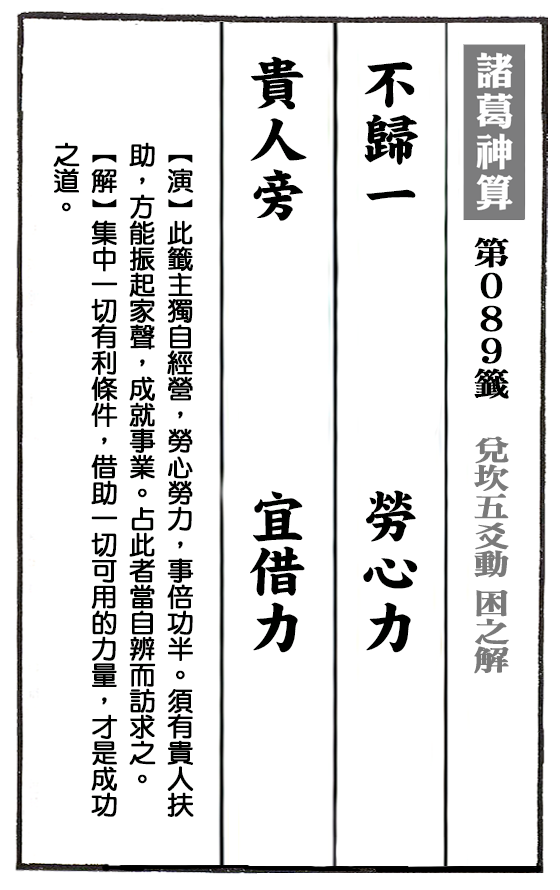 諸葛神算 第０８９籤 兌坎五爻動 困之解
不歸一 勞心力
貴人旁 宜借力
【演】此籤主獨自經營，勞心勞力，事倍功半。須有貴人扶
助，方能振起家聲，成就事業。占此者當自辨而訪求之。
【解】集中一切有利條件，借助一切可用的力量，才是成功
之道。